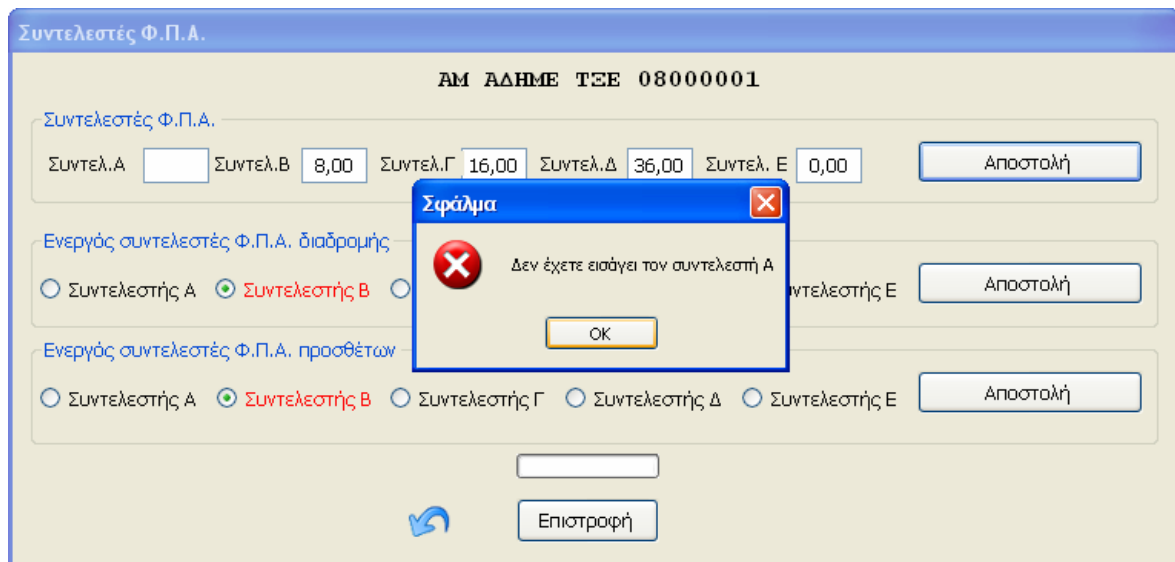 Συντελεστές Φ.Π.Α.
ΑΜ ΑΔΗΜΕ ΤΞΕ 08000001
Συντελεστές Φ.Π.Α.
Συντελ.Α Συντελ.Β 8,00 Συντελ.Γ 16,00 Συντελ.Δ 36,00 Συντελ. Ε 0,00 Αποστολή
Σφάλμα
Δεν έχετε εισάγει τον συντελεστή Α
OK
Ενεργός συντελεστές Φ.Π.Α. διαδρομής
Συντελεστής Α Συντελεστής Β ντελεστής Ε Αποστολή
Ενεργός συντελεστές Φ.Π.Α. προσθέτων
Συντελεστής Α Συντελεστής Β Συντελεστής Γ Συντελεστής Δ Συντελεστής Ε Αποστολή
Επιστροφή